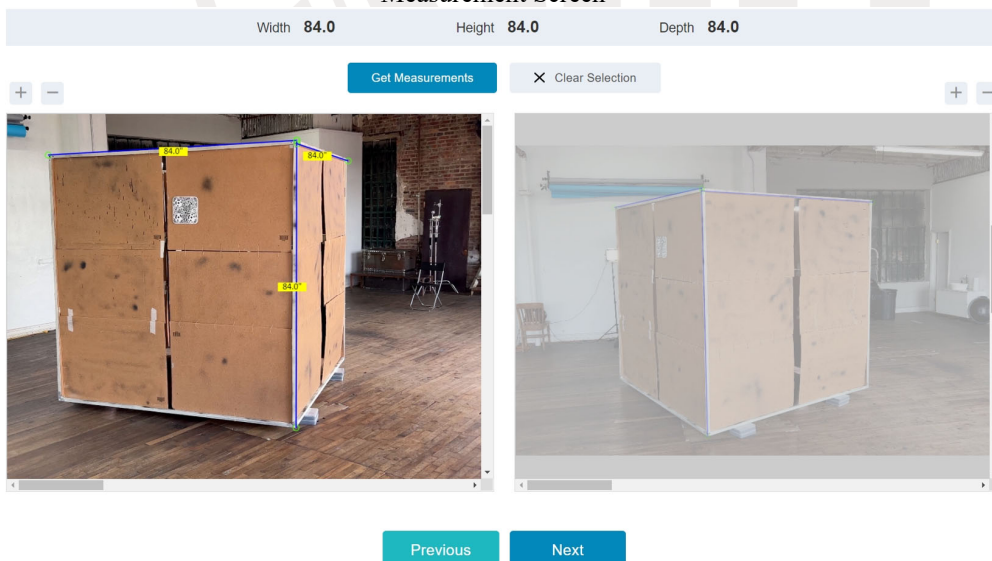 Measurement Screen
Width 84.0 Height 84.0 Depth 84.0
Get Measurements
Clear Selection
84.0"
84.0"
84.0"
Previous
Next